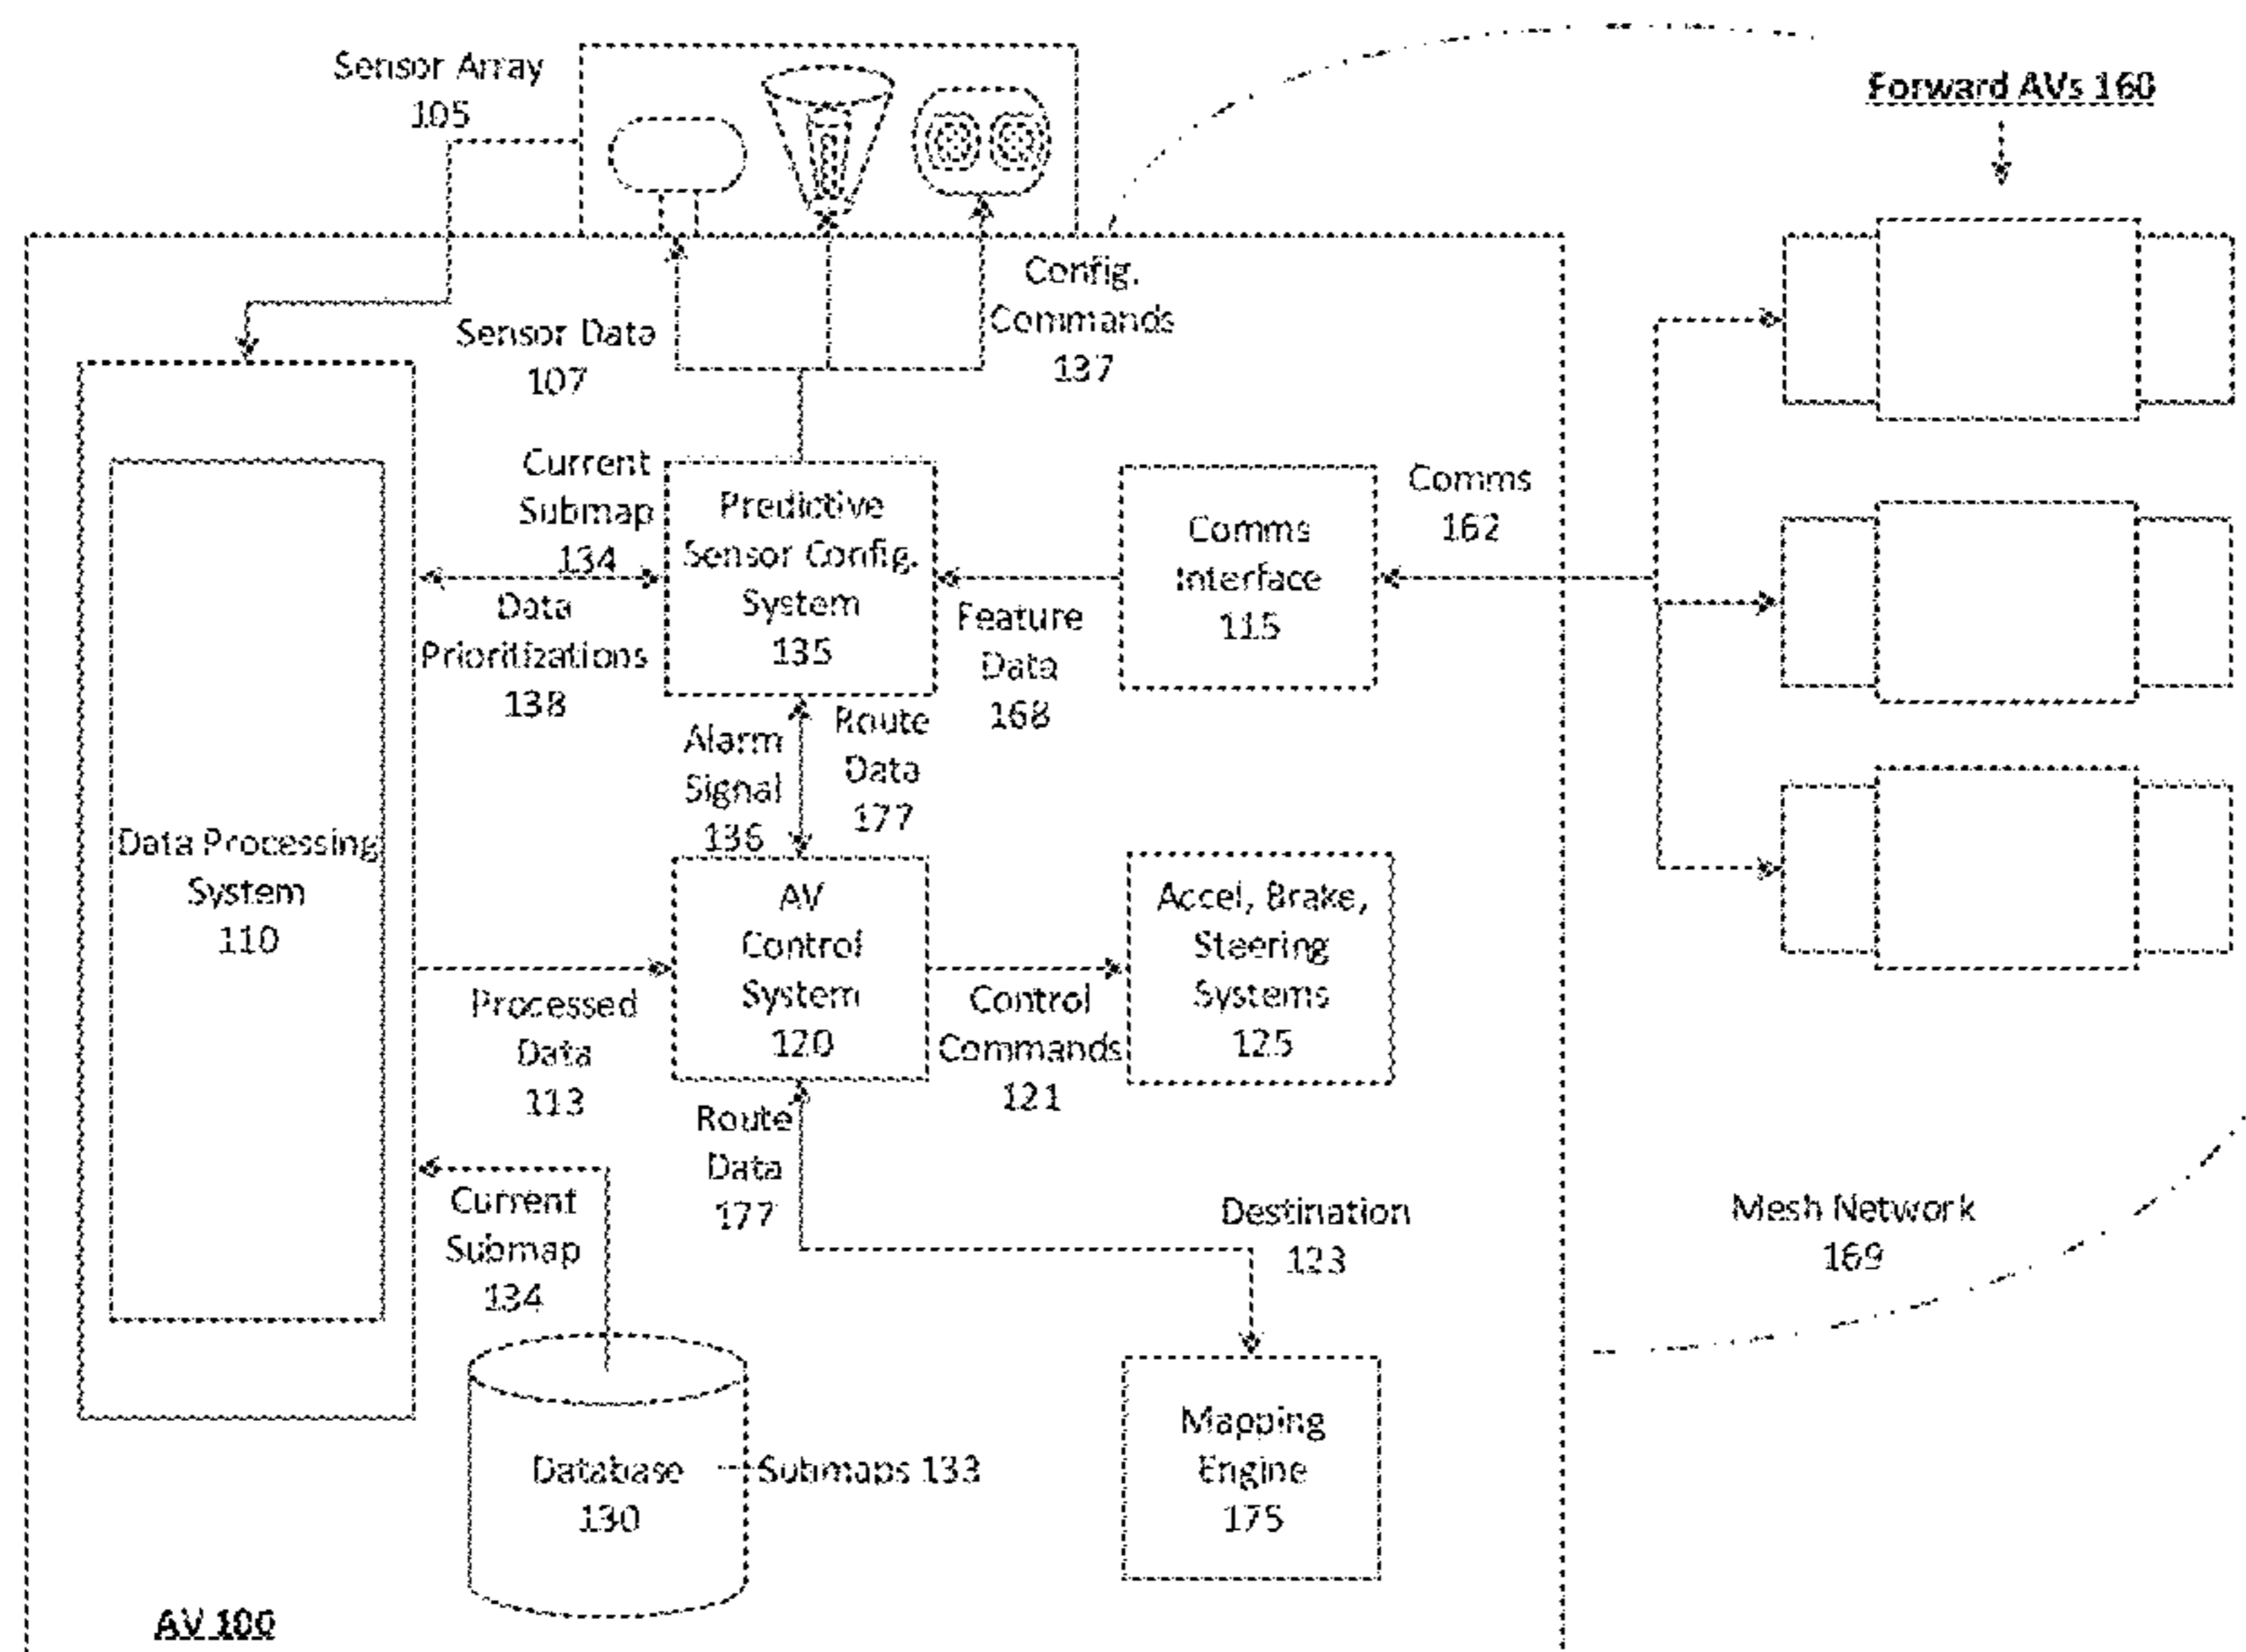 Sensor Array
105
Forward AVs 160
Config.
Commands
137
Sensor Data
107
Current
Submap
134
Predictive
Sensor Config.
System
135
Comms
Interface
115
Comms
162
Data
Prioritizations
138
Feature
Data
168
Alarm
Signal
136
Route
Data
177
Data Processing
System
110
AV
Control
System
120
Accel, Brake,
Steering
Systems
125
Processed
Data
113
Control
Commands
121
Route
Data
177
Current
Submap
134
Destination
123
Mesh Network
169
Database
130
Submaps 133
Mapping
Engine
175
AV 100